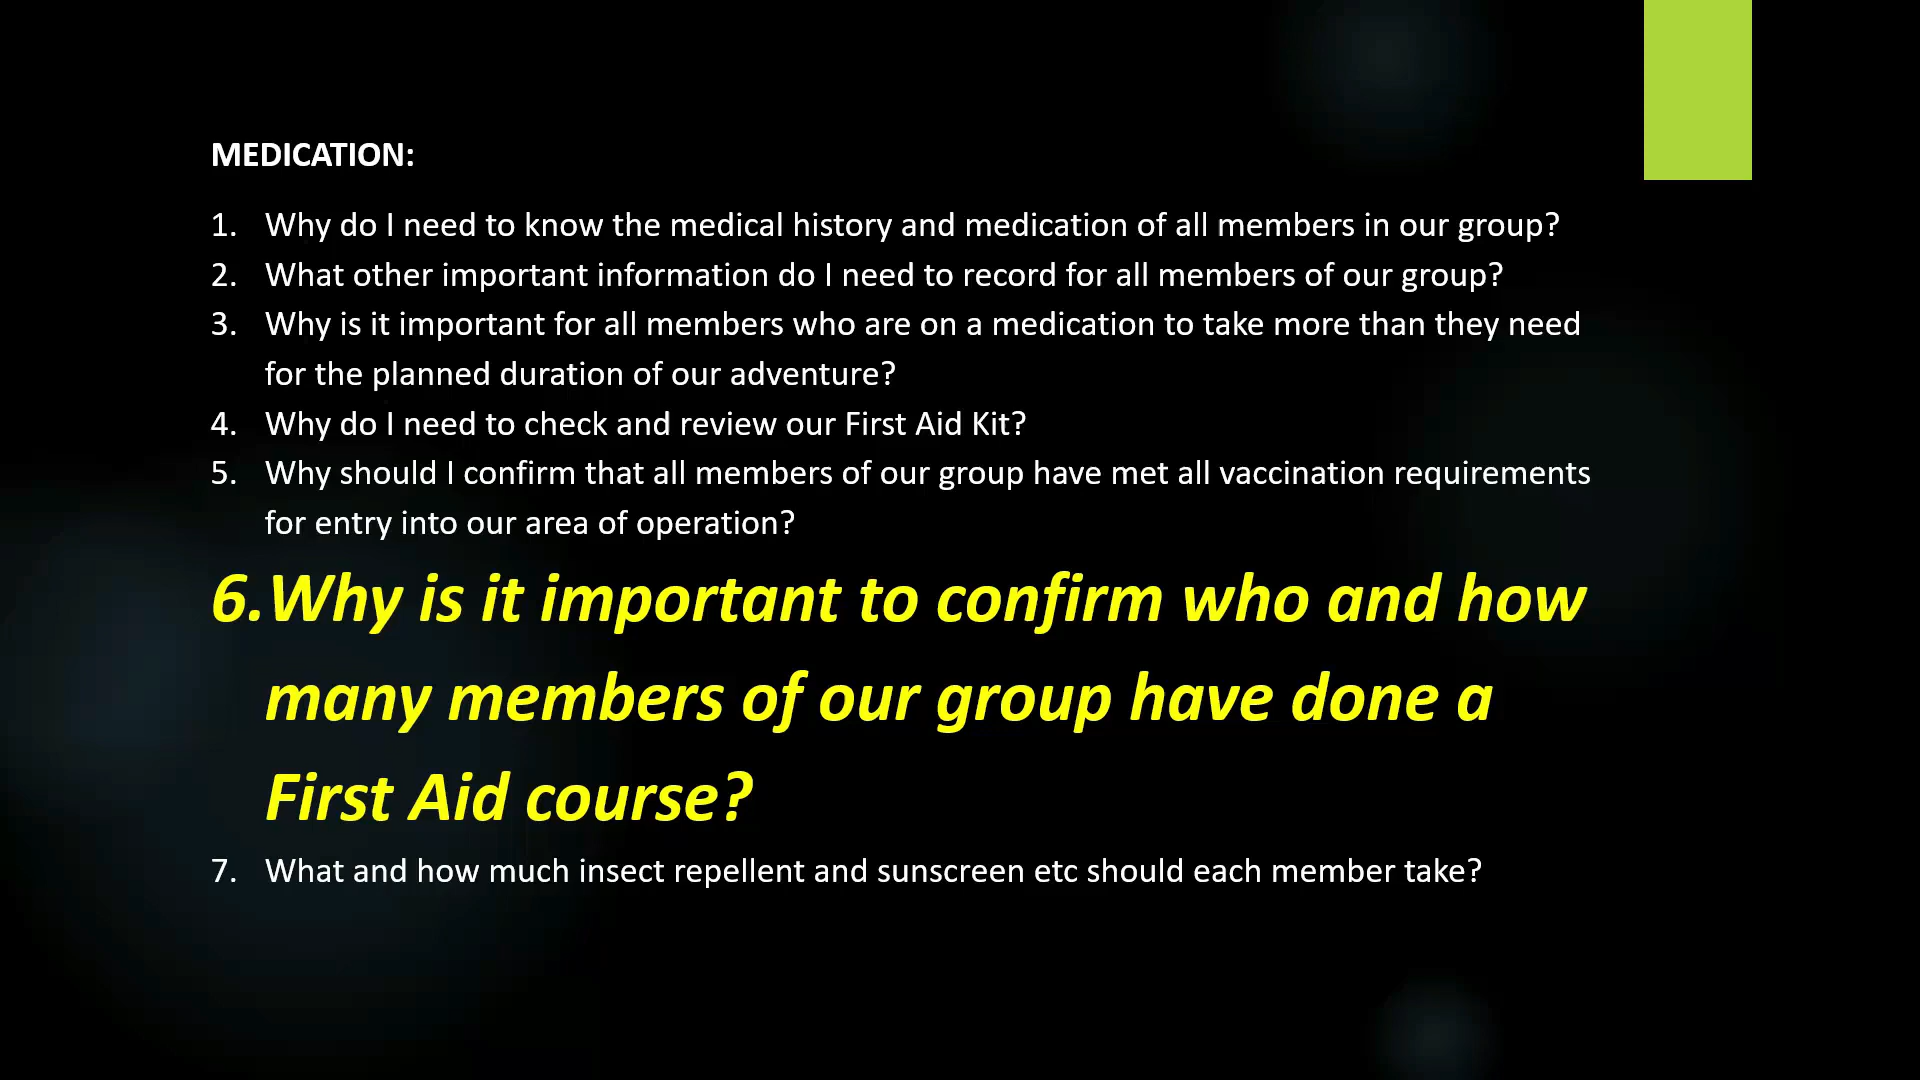 MEDICATION:
1. Why do I need to know the medical history and medication of all members in our group?
2. What other important information do I need to record for all members of our group?
3. Why is it important for all members who are on a medication to take more than they need
for the planned duration of our adventure?
4. Why do I need to check and review our First Aid Kit?
5. Why should I confirm that all members of our group have met all vaccination requirements
for entry into our area of operation?
6.Why is it important to confirm who and how
many members of our group have done a
First Aid course?
7. What and how much insect repellent and sunscreen etc should each member take?